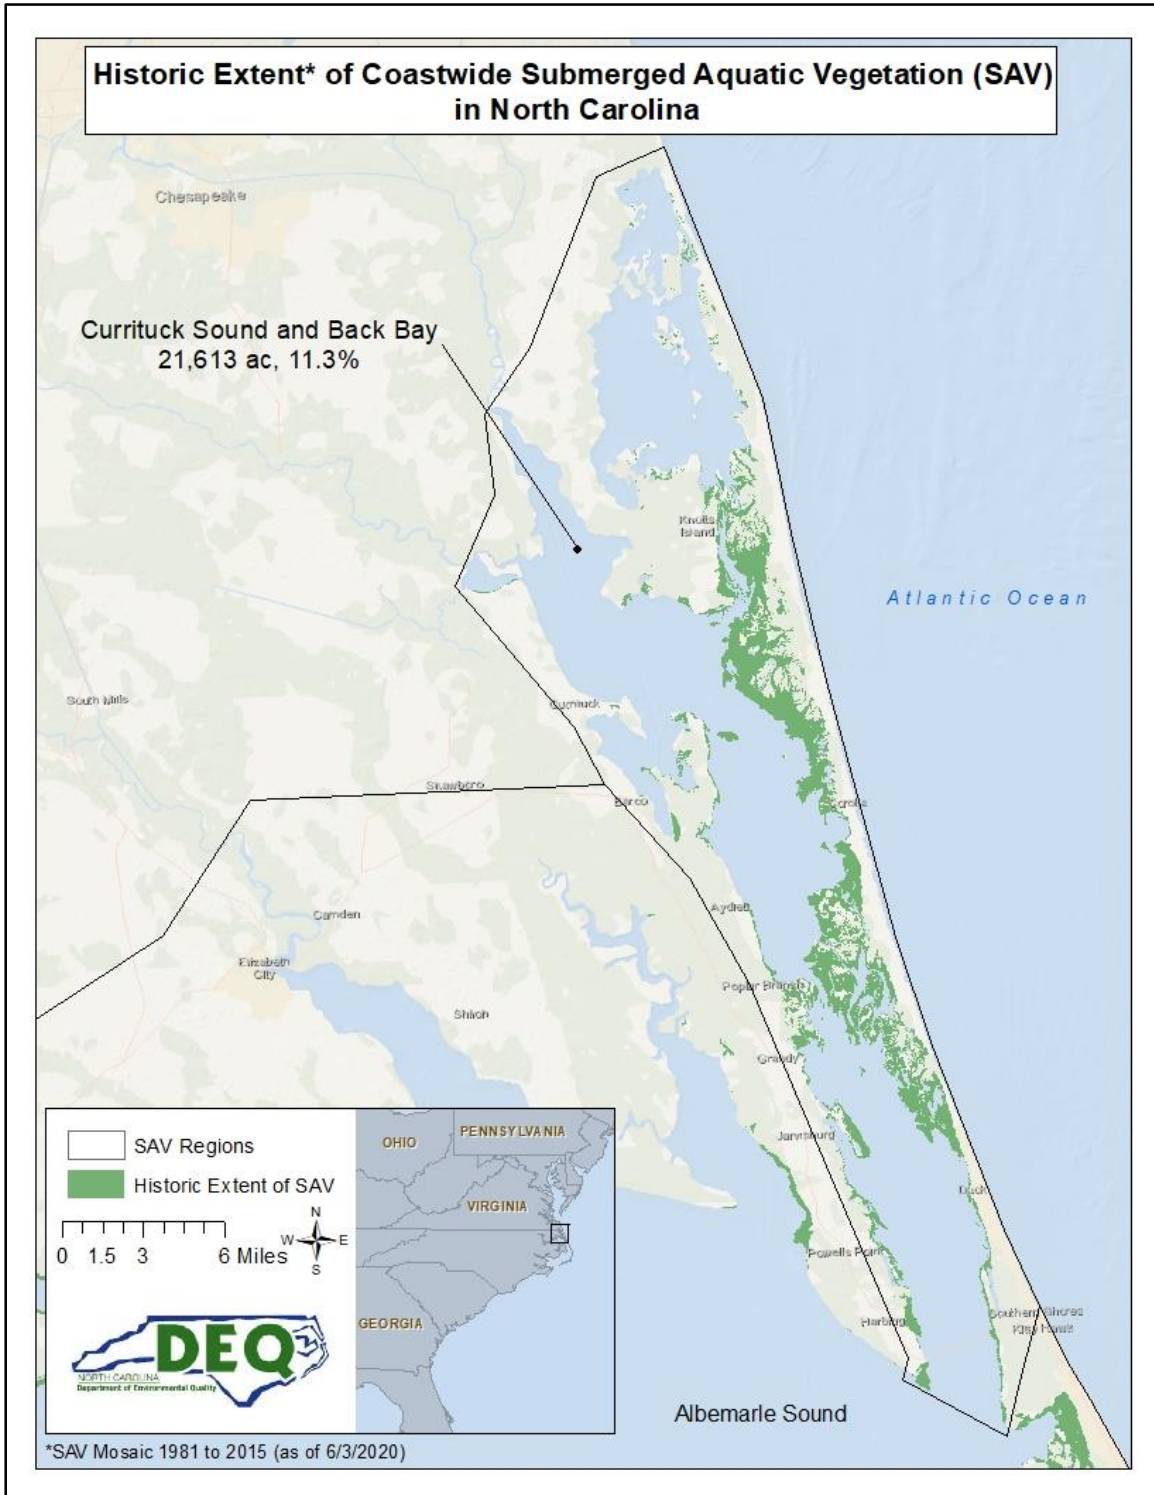 Historic Extent* of Coastwide Submerged Aquatic Vegetation (SAV)
in North Carolina
Chesapeake
Currituck Sound and Back Bay
21,613 ac, 11.3%
Knotts
Island
Atlantic Ocean
South Mills
Currituck
Shawboro
Barco
Corolla
Camden
Aydlett
Elizabeth
City
Poplar Branch
Shiloh
Grandy
Jarvisburg
Duck
Powells Point
Southern Shores
Kitty Hawk
Harbinger
Albemarle Sound
SAV Regions
Historic Extent of SAV
0 1.5 3 6 Miles
N
W E
S
OHIO
PENNSYLVANIA
VIRGINIA
GEORGIA
DEQ
NORTH CAROLINA
Department of Environmental Quality
*SAV Mosaic 1981 to 2015 (as of 6/3/2020)